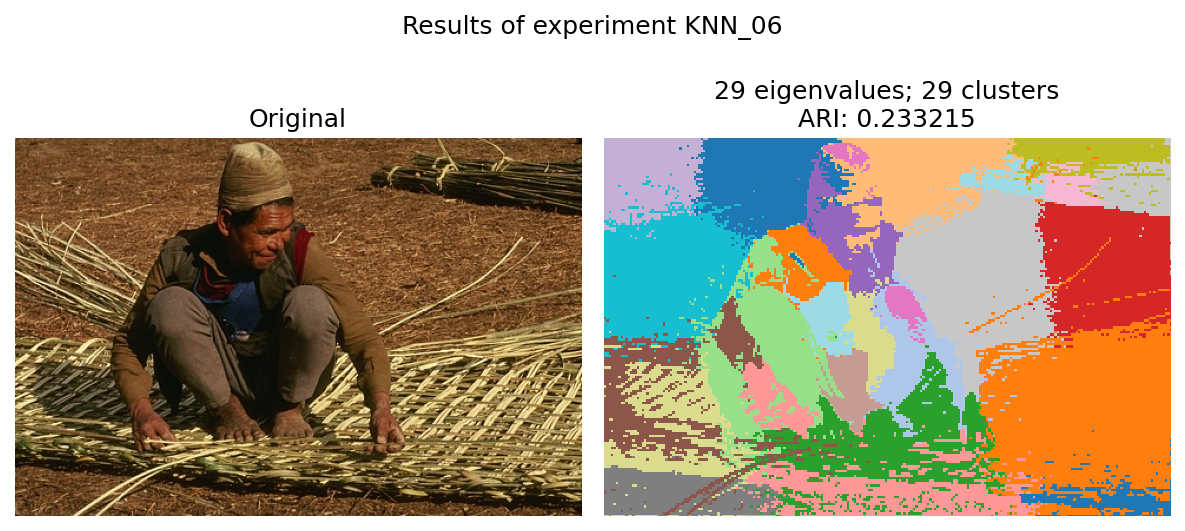 Results of experiment KNN_06
Original
29 eigenvalues; 29 clusters
ARI: 0.233215